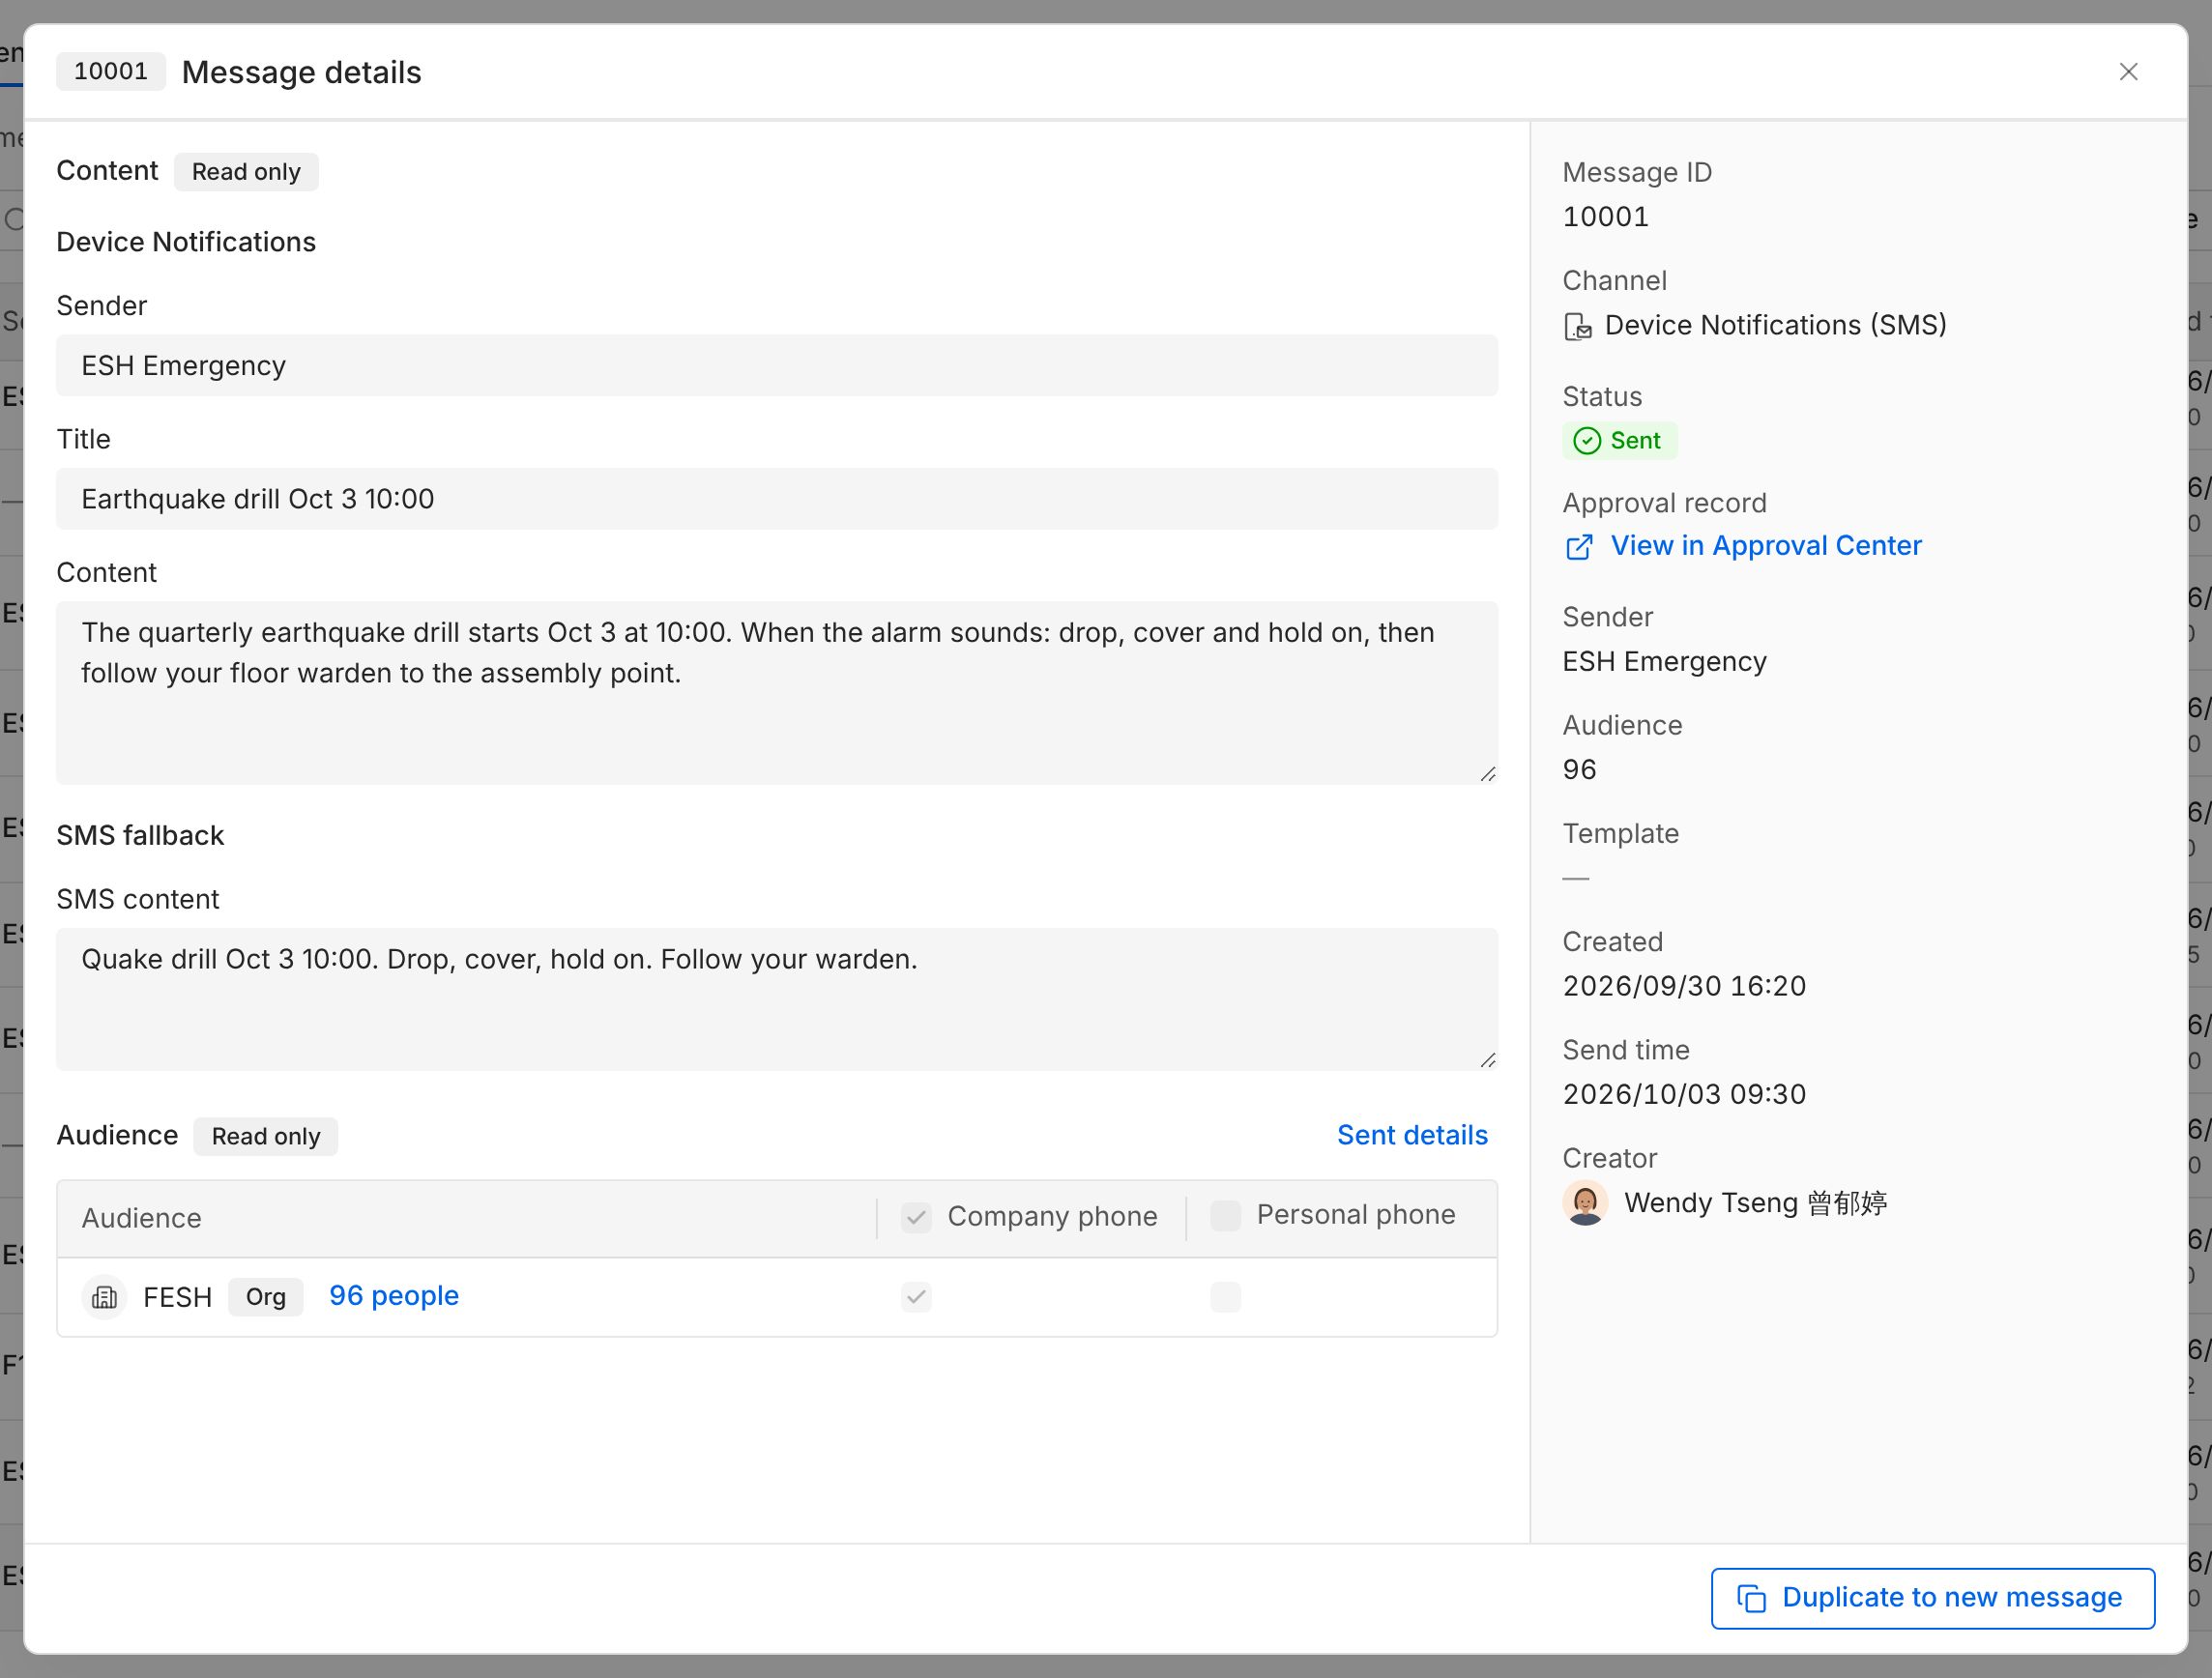 10001 Message details
Content Read only
Device Notifications
Sender
ESH Emergency
Title
Earthquake drill Oct 3 10:00
Content
The quarterly earthquake drill starts Oct 3 at 10:00. When the alarm sounds: drop, cover and hold on, then
follow your floor warden to the assembly point.
SMS fallback
SMS content
Quake drill Oct 3 10:00. Drop, cover, hold on. Follow your warden.
Audience Read only Sent details
Audience Company phone Personal phone
FESH Org 96 people
Message ID
10001
Channel
Device Notifications (SMS)
Status
Sent
Approval record
View in Approval Center
Sender
ESH Emergency
Audience
96
Template
—
Created
2026/09/30 16:20
Send time
2026/10/03 09:30
Creator
Wendy Tseng 曾郁婷
Duplicate to new message